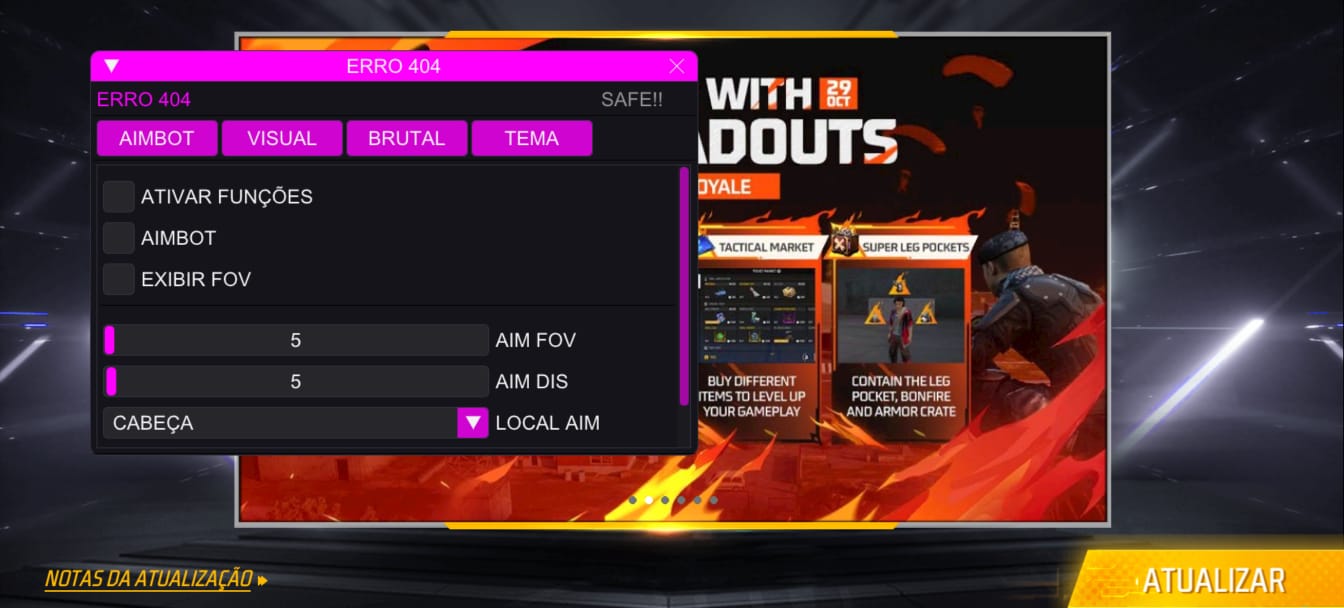 ERRO 404
ERRO 404
SAFE!!
AIMBOT
VISUAL
BRUTAL
TEMA
ATIVAR FUNÇÕES
AIMBOT
EXIBIR FOV
5
AIM FOV
5
AIM DIS
CABEÇA
LOCAL AIM
WITH 29 OCT
ADOUTS
OYALE
TACTICAL MARKET
SUPER LEG POCKETS
BUY DIFFERENT
ITEMS TO LEVEL UP
YOUR GAMEPLAY
CONTAIN THE LEG
POCKET, BONFIRE
AND ARMOR CRATE
NOTAS DA ATUALIZAÇÃO
ATUALIZAR